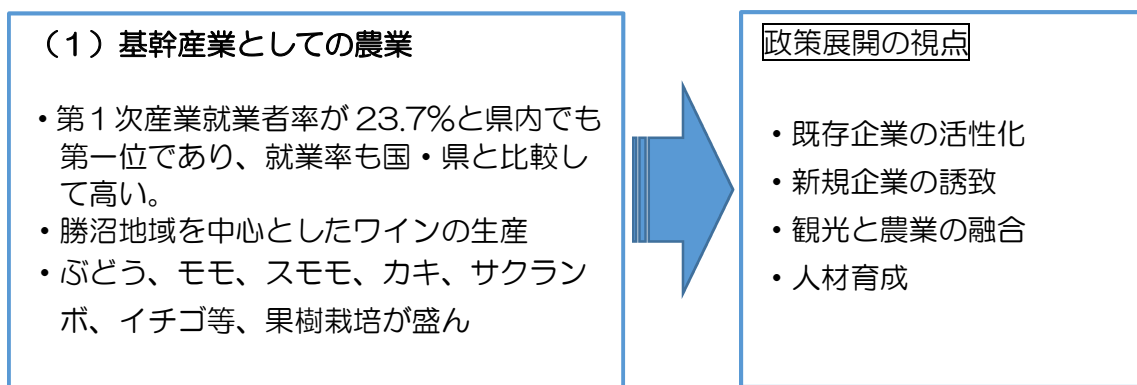 （１）基幹産業としての農業
・第１次産業就業者率が 23.7%と県内でも
第一位であり、就業率も国・県と比較し
て高い。
・勝沼地域を中心としたワインの生産
・ぶどう、モモ、スモモ、カキ、サクラン
ボ、イチゴ等、果樹栽培が盛ん
政策展開の視点
・既存企業の活性化
・新規企業の誘致
・観光と農業の融合
・人材育成